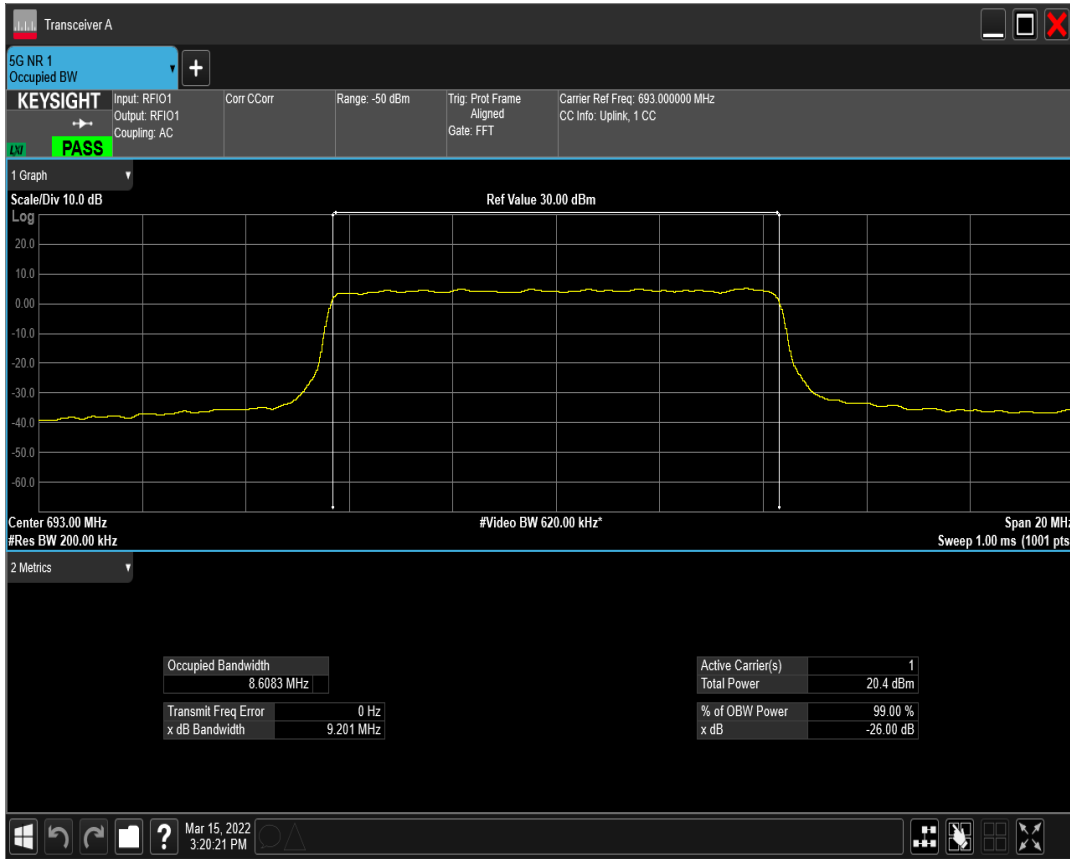 Transceiver A
5G NR 1
Occupied BW
KEYSIGHT
LXI
PASS
Input: RFIO1
Output: RFIO1
Coupling: AC
Corr CCorr
Range: -50 dBm
Trig: Prot Frame
Aligned
Gate: FFT
Carrier Ref Freq: 693.000000 MHz
CC Info: Uplink, 1 CC
1 Graph
Scale/Div 10.0 dB
Ref Value 30.00 dBm
Log
20.0
10.0
0.00
-10.0
-20.0
-30.0
-40.0
-50.0
-60.0
Center 693.00 MHz
#Video BW 620.00 kHz*
Span 20 MHz
#Res BW 200.00 kHz
Sweep 1.00 ms (1001 pts
2 Metrics
Occupied Bandwidth
8.6083 MHz
Transmit Freq Error 0 Hz
x dB Bandwidth 9.201 MHz
Active Carrier(s) 1
Total Power 20.4 dBm
% of OBW Power 99.00 %
x dB -26.00 dB
Mar 15, 2022
3:20:21 PM